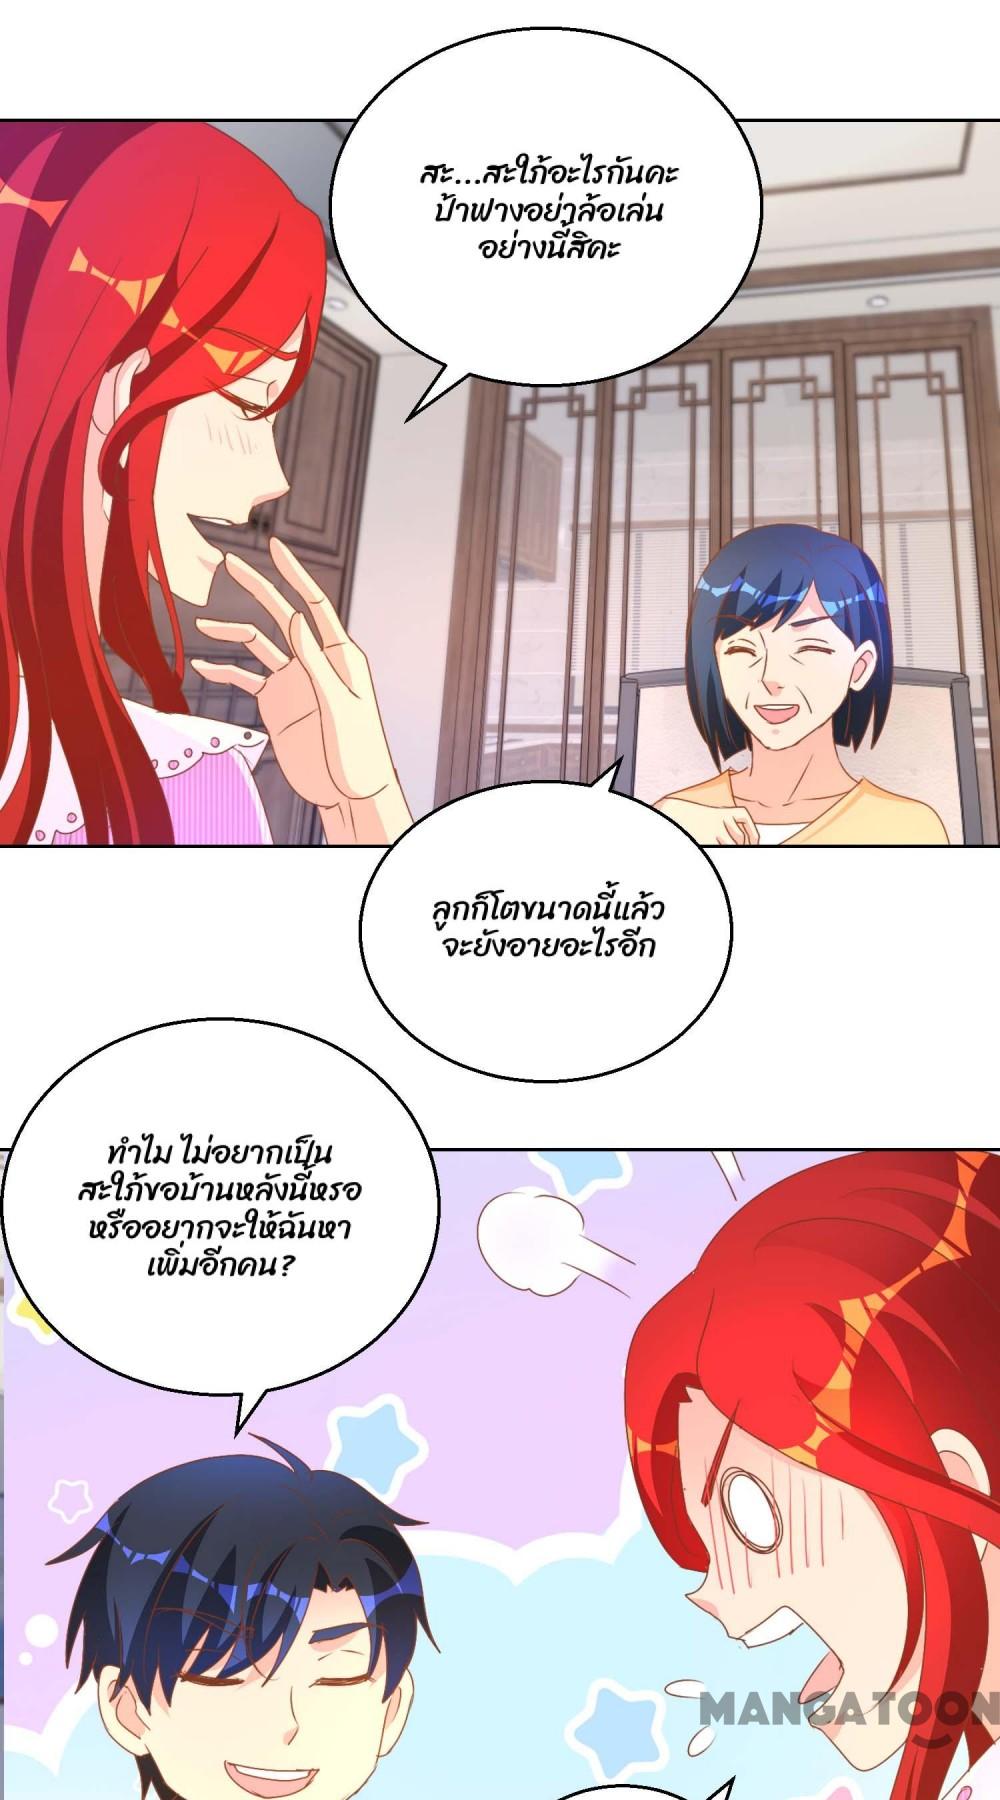 สะ...สะใภ้อะไรกันคะ
ป้าฟางอย่าล้อเล่น
อย่างนี้สิคะ
ลูกก็โตขนาดนี้แล้ว
จะยังอายอะไรอีก
ทำไม ไม่อยากเป็น
สะใภ้ขอบ้านหลังนี้หรอ
หรืออยากจะให้ฉันหา
เพิ่มอีกคน?
MANGATOON